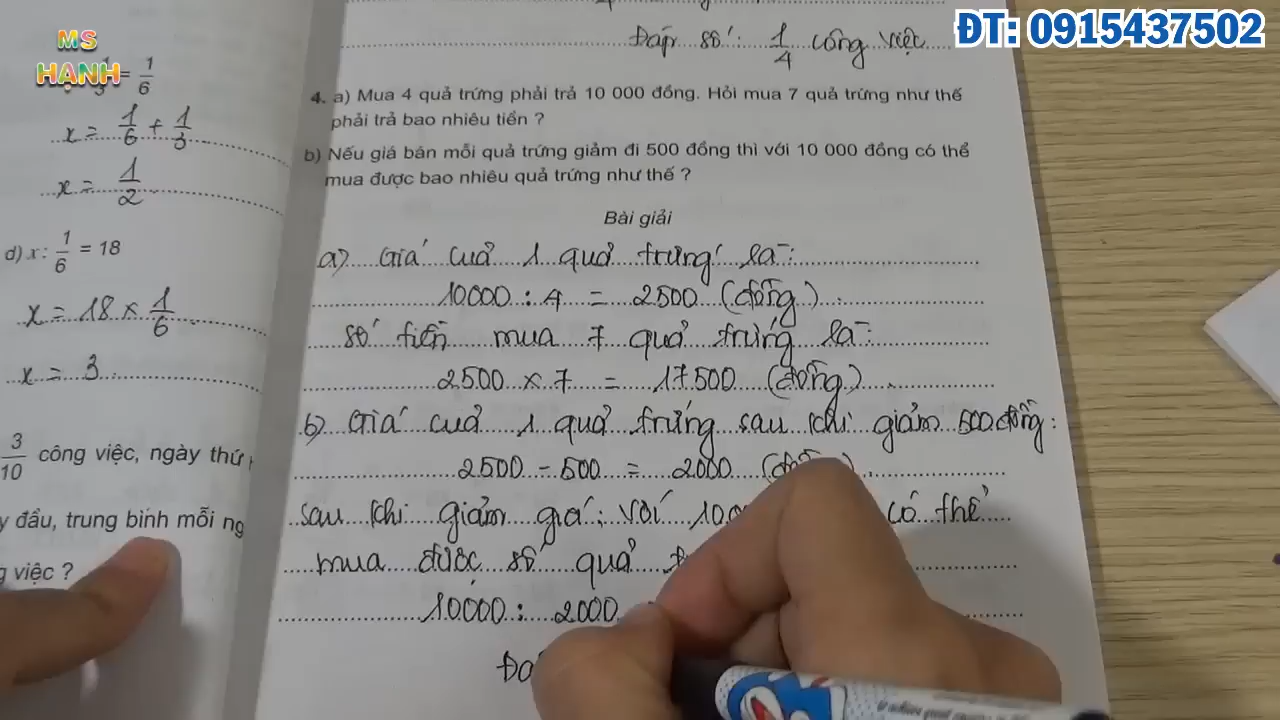 ĐT: 0915437502
MS
HẠNH
1/3 = 1/6
x = 1/6 + 1/3
x = 1/2
d) x : 1/6 = 18
x = 18 × 1/6
x = 3
3/10 công việc, ngày thứ
đầu, trung bình mỗi ng
việc ?
Đáp số: 1/4 công việc
4. a) Mua 4 quả trứng phải trả 10 000 đồng. Hỏi mua 7 quả trứng như thế
phải trả bao nhiêu tiền ?
b) Nếu giá bán mỗi quả trứng giảm đi 500 đồng thì với 10 000 đồng có thể
mua được bao nhiêu quả trứng như thế ?
Bài giải
a) Giá của 1 quả trứng là:
10000 : 4 = 2500 (đồng)
số tiền mua 7 quả trứng là:
2500 × 7 = 17500 (đồng)
b) Giá của 1 quả trứng sau khi giảm 500 đồng:
2500 - 500 = 2000 (đồng)
sau khi giảm giá; với có thể
mua được số quả
10000 : 2000